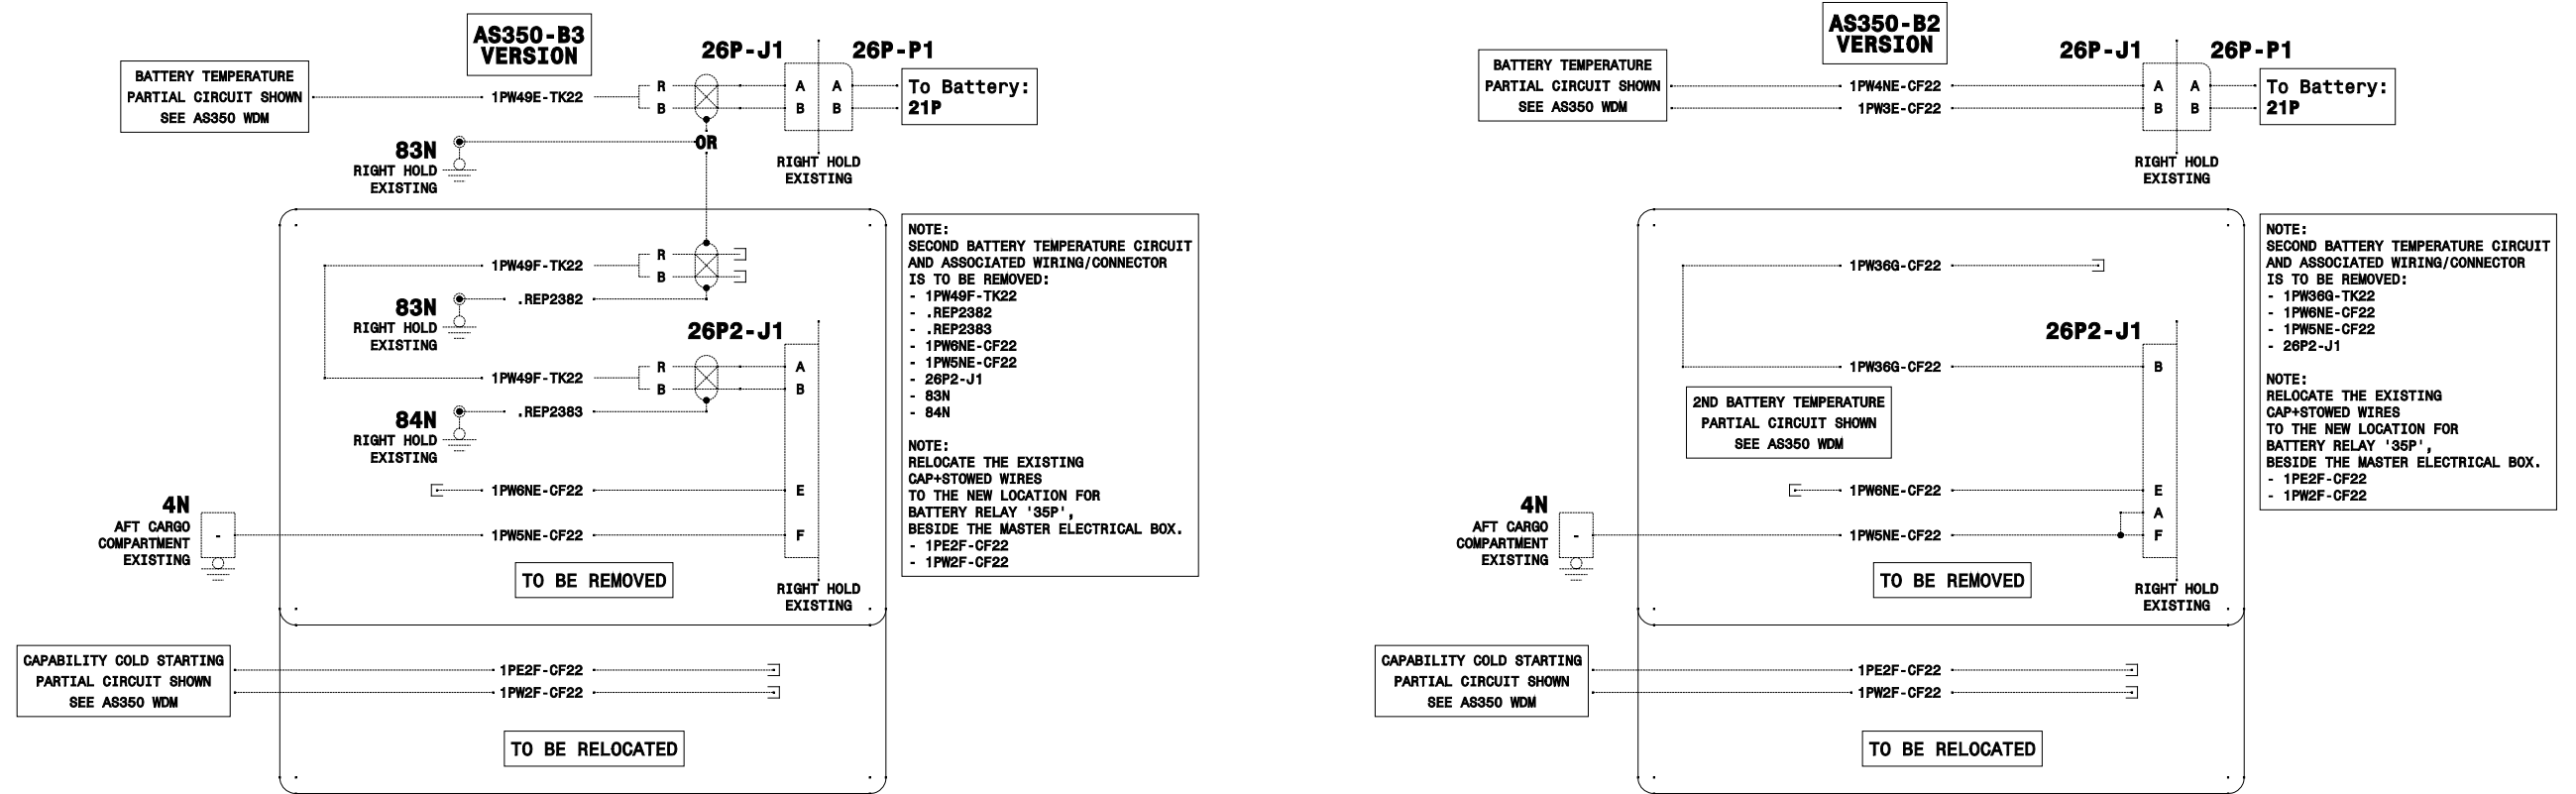 AS350-B3
VERSION
26P-J1
26P-P1
BATTERY TEMPERATURE
PARTIAL CIRCUIT SHOWN
SEE AS350 WDM
1PW49E-TK22
R
B
A
B
A
B
To Battery:
21P
OR
83N
RIGHT HOLD
EXISTING
RIGHT HOLD
EXISTING
1PW49F-TK22
R
B
83N
RIGHT HOLD
EXISTING
.REP2382
26P2-J1
1PW49F-TK22
R
B
A
B
84N
RIGHT HOLD
EXISTING
.REP2383
1PW6NE-CF22
E
4N
AFT CARGO
COMPARTMENT
EXISTING
-
1PW5NE-CF22
F
TO BE REMOVED
RIGHT HOLD
EXISTING
CAPABILITY COLD STARTING
PARTIAL CIRCUIT SHOWN
SEE AS350 WDM
1PE2F-CF22
1PW2F-CF22
TO BE RELOCATED
NOTE:
SECOND BATTERY TEMPERATURE CIRCUIT
AND ASSOCIATED WIRING/CONNECTOR
IS TO BE REMOVED:
- 1PW49F-TK22
- .REP2382
- .REP2383
- 1PW6NE-CF22
- 1PW5NE-CF22
- 26P2-J1
- 83N
- 84N
NOTE:
RELOCATE THE EXISTING
CAP+STOWED WIRES
TO THE NEW LOCATION FOR
BATTERY RELAY '35P',
BESIDE THE MASTER ELECTRICAL BOX.
- 1PE2F-CF22
- 1PW2F-CF22
AS350-B2
VERSION
26P-J1
26P-P1
BATTERY TEMPERATURE
PARTIAL CIRCUIT SHOWN
SEE AS350 WDM
1PW4NE-CF22
1PW3E-CF22
A
B
A
B
To Battery:
21P
RIGHT HOLD
EXISTING
1PW36G-CF22
26P2-J1
1PW36G-CF22
B
2ND BATTERY TEMPERATURE
PARTIAL CIRCUIT SHOWN
SEE AS350 WDM
1PW6NE-CF22
E
A
4N
AFT CARGO
COMPARTMENT
EXISTING
-
1PW5NE-CF22
F
TO BE REMOVED
RIGHT HOLD
EXISTING
CAPABILITY COLD STARTING
PARTIAL CIRCUIT SHOWN
SEE AS350 WDM
1PE2F-CF22
1PW2F-CF22
TO BE RELOCATED
NOTE:
SECOND BATTERY TEMPERATURE CIRCUIT
AND ASSOCIATED WIRING/CONNECTOR
IS TO BE REMOVED:
- 1PW36G-TK22
- 1PW6NE-CF22
- 1PW5NE-CF22
- 26P2-J1
NOTE:
RELOCATE THE EXISTING
CAP+STOWED WIRES
TO THE NEW LOCATION FOR
BATTERY RELAY '35P',
BESIDE THE MASTER ELECTRICAL BOX.
- 1PE2F-CF22
- 1PW2F-CF22